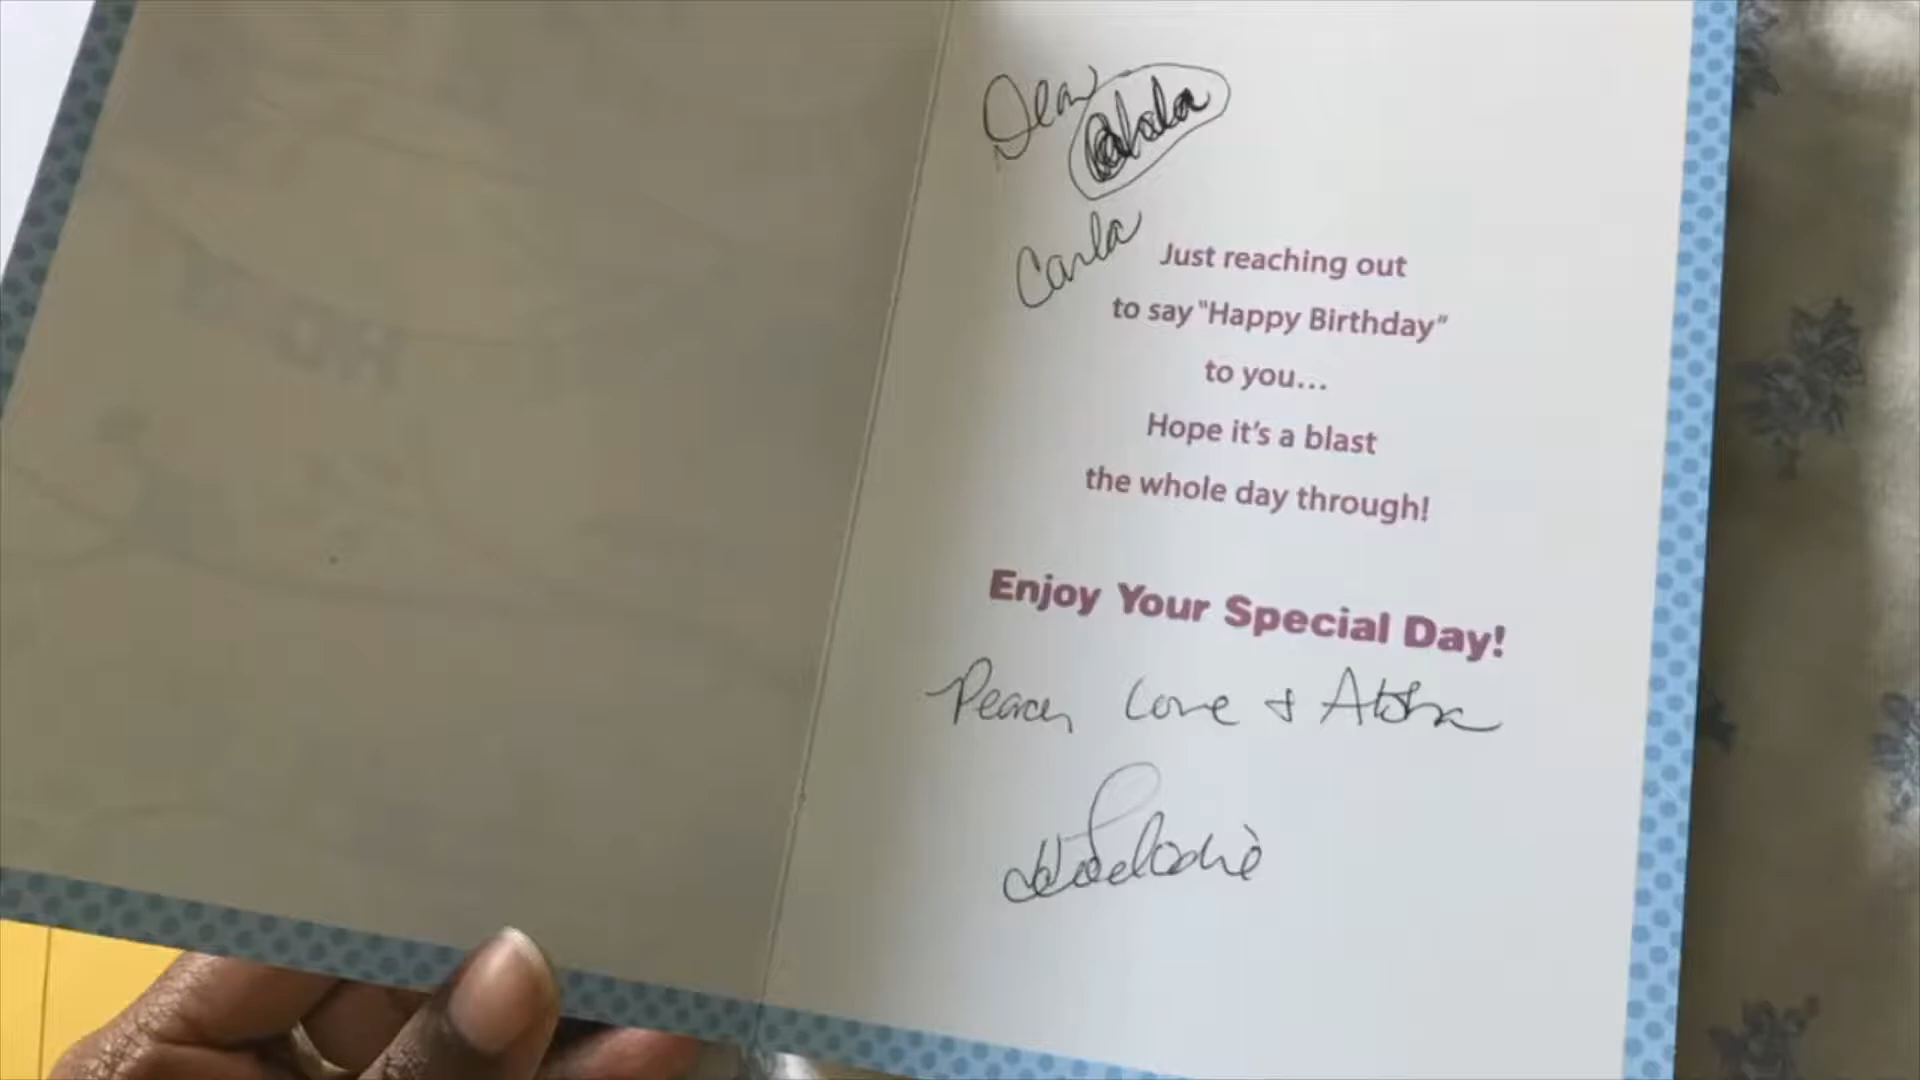 Dear
Carla
Just reaching out
to say "Happy Birthday"
to you...
Hope it's a blast
the whole day through!
Enjoy Your Special Day!
Peace, Love & Aloha